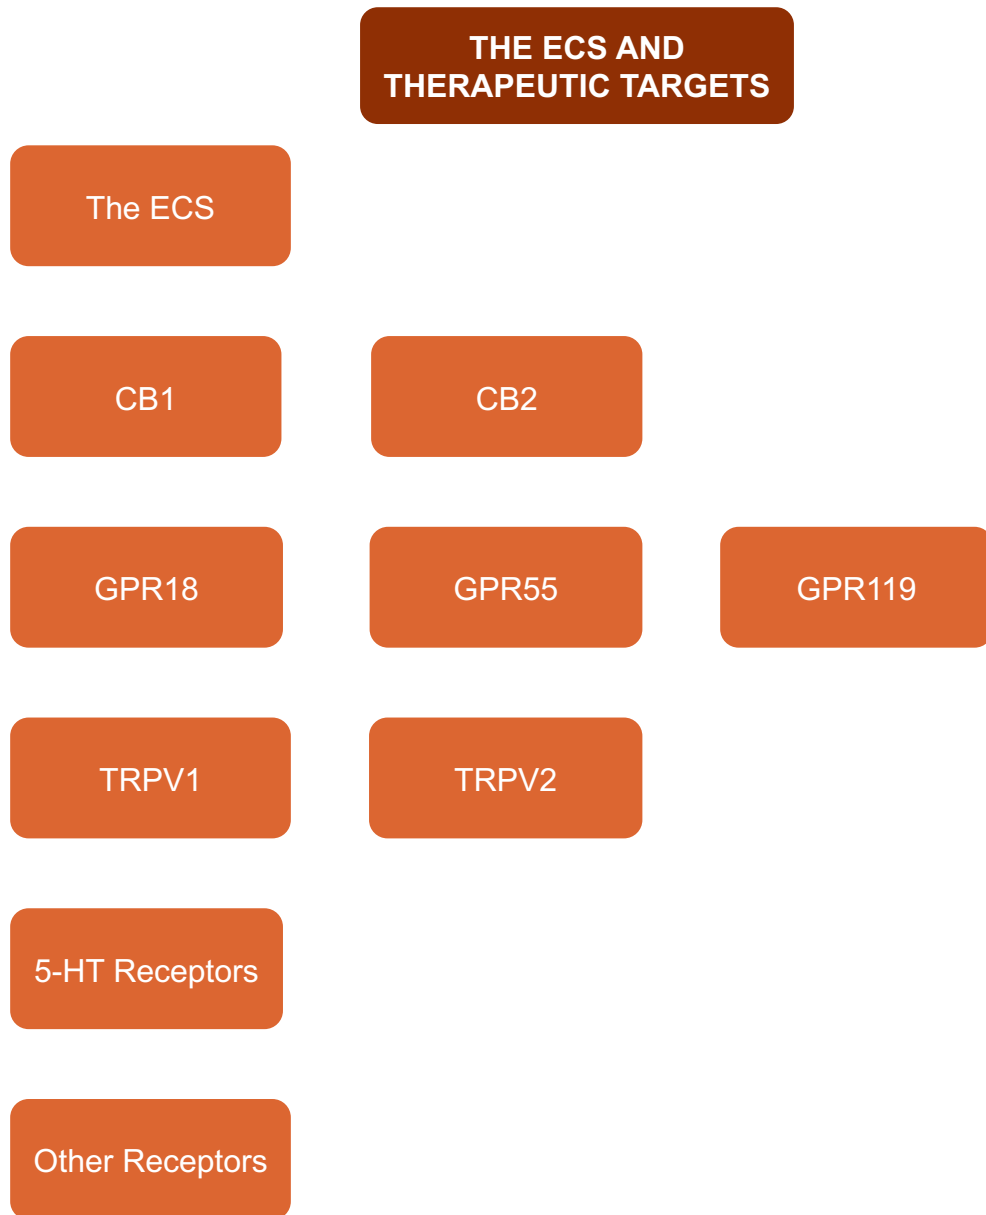 THE ECS AND
THERAPEUTIC TARGETS
The ECS
CB1
CB2
GPR18
GPR55
GPR119
TRPV1
TRPV2
5-HT Receptors
Other Receptors